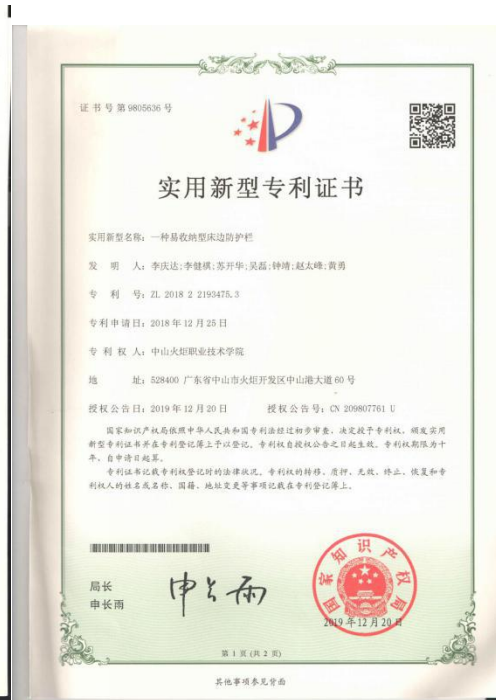 证书号第9805636号
实用新型专利证书
实用新型名称：一种易收纳型床边防护栏
发 明 人：李庆达;李健祺;苏开华;吴磊;钟靖;赵太峰;黄勇
专 利 号：ZL 2018 2 2193475.3
专利申请日：2018年12月25日
专 利 权 人：中山火炬职业技术学院
地 址：528400 广东省中山市火炬开发区中山港大道60号
授权公告日：2019年12月20日 授权公告号：CN 209807761 U
国家知识产权局依照中华人民共和国专利法经过初步审查，决定授予专利权，颁发实用
新型专利证书并在专利登记簿上予以登记。专利权自授权公告之日起生效。专利权期限为十
年，自申请日起算。
专利证书记载专利权登记时的法律状况。专利权的转移、质押、无效、终止、恢复和专
利权人的姓名或名称、国籍、地址变更等事项记载在专利登记簿上。
局长
申长雨
申长雨
国家知识产权局
2019年12月20日
第 1 页 (共 2 页)
其他事项参见背面